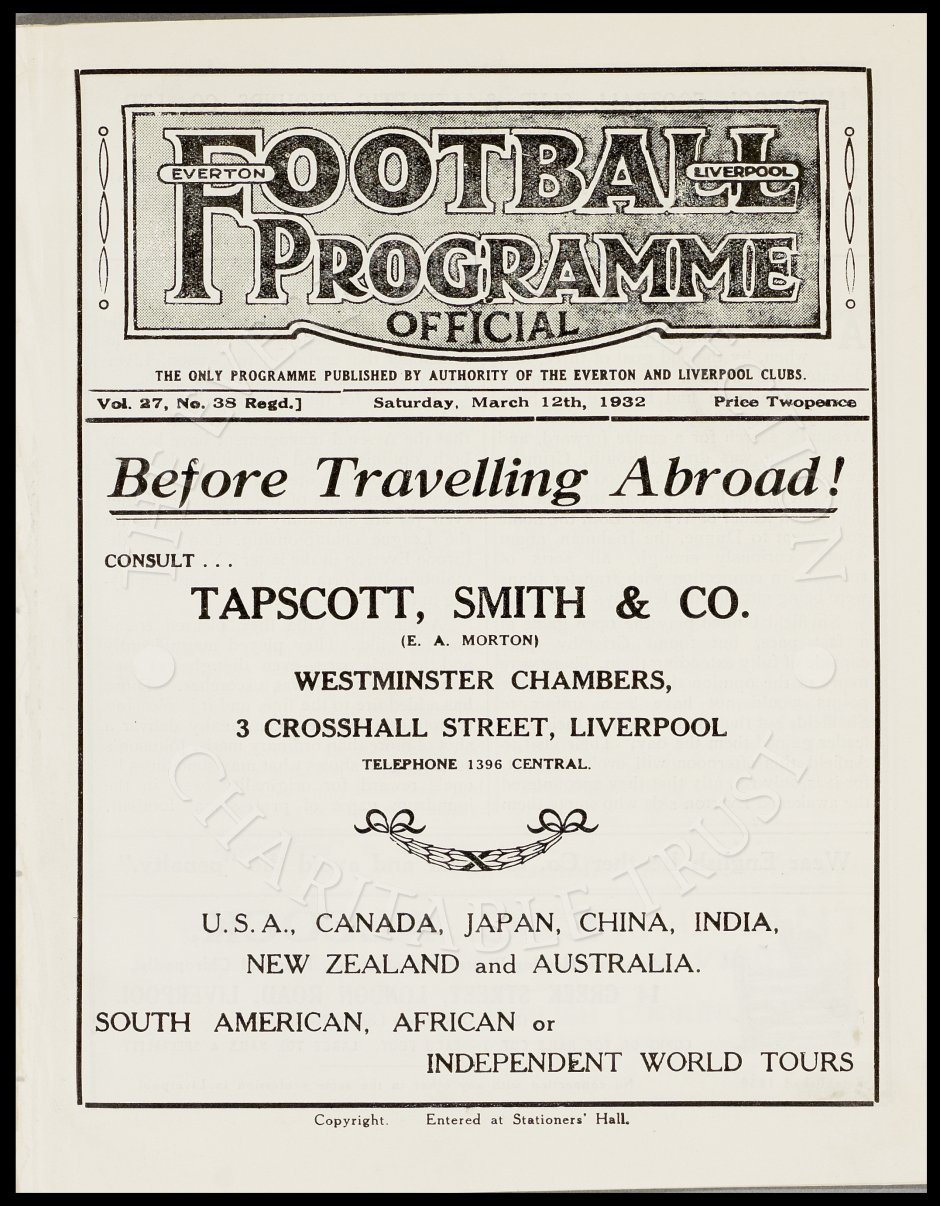 FOOTBALL
EVERTON
LIVERPOOL
PROGRAMME
OFFICIAL
THE ONLY PROGRAMME PUBLISHED BY AUTHORITY OF THE EVERTON AND LIVERPOOL CLUBS.
Vol. 27, No. 38 Regd.] Saturday, March 12th, 1932 Price Twopence
Before Travelling Abroad!
CONSULT ...
TAPSCOTT, SMITH & CO.
(E. A. MORTON)
WESTMINSTER CHAMBERS,
3 CROSSHALL STREET, LIVERPOOL
TELEPHONE 1396 CENTRAL.
U.S.A., CANADA, JAPAN, CHINA, INDIA,
NEW ZEALAND and AUSTRALIA.
SOUTH AMERICAN, AFRICAN or
INDEPENDENT WORLD TOURS
Copyright. Entered at Stationers' Hall.
CHARITABLE TRUST